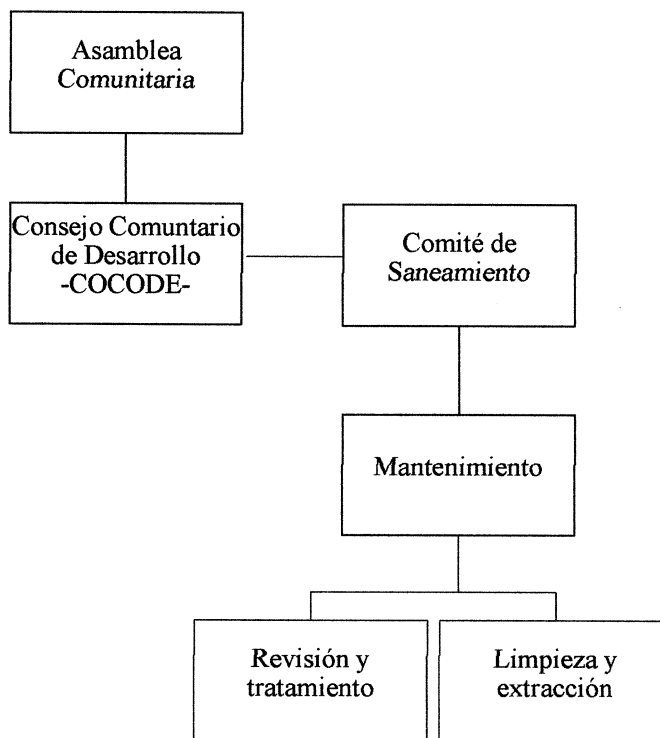 Asamblea
Comunitaria
Consejo Comuntario
de Desarrollo
-COCODE-
Comité de
Saneamiento
Mantenimiento
Revisión y
tratamiento
Limpieza y
extracción